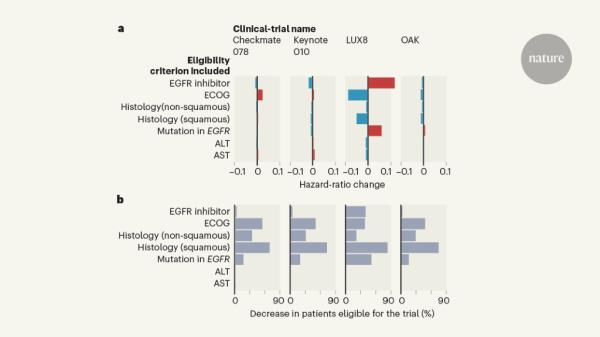 a
Clinical-trial name
Checkmate 078
Keynote 010
LUX8
OAK
Eligibility
criterion included
EGFR inhibitor
ECOG
Histology(non-squamous)
Histology (squamous)
Mutation in EGFR
ALT
AST
−0.1 0 0.1 −0.1 0 0.1 −0.1 0 0.1 −0.1 0 0.1
Hazard-ratio change
b
EGFR inhibitor
ECOG
Histology (non-squamous)
Histology (squamous)
Mutation in EGFR
ALT
AST
0 90 0 90 0 90 0 90
Decrease in patients eligible for the trial (%)
nature